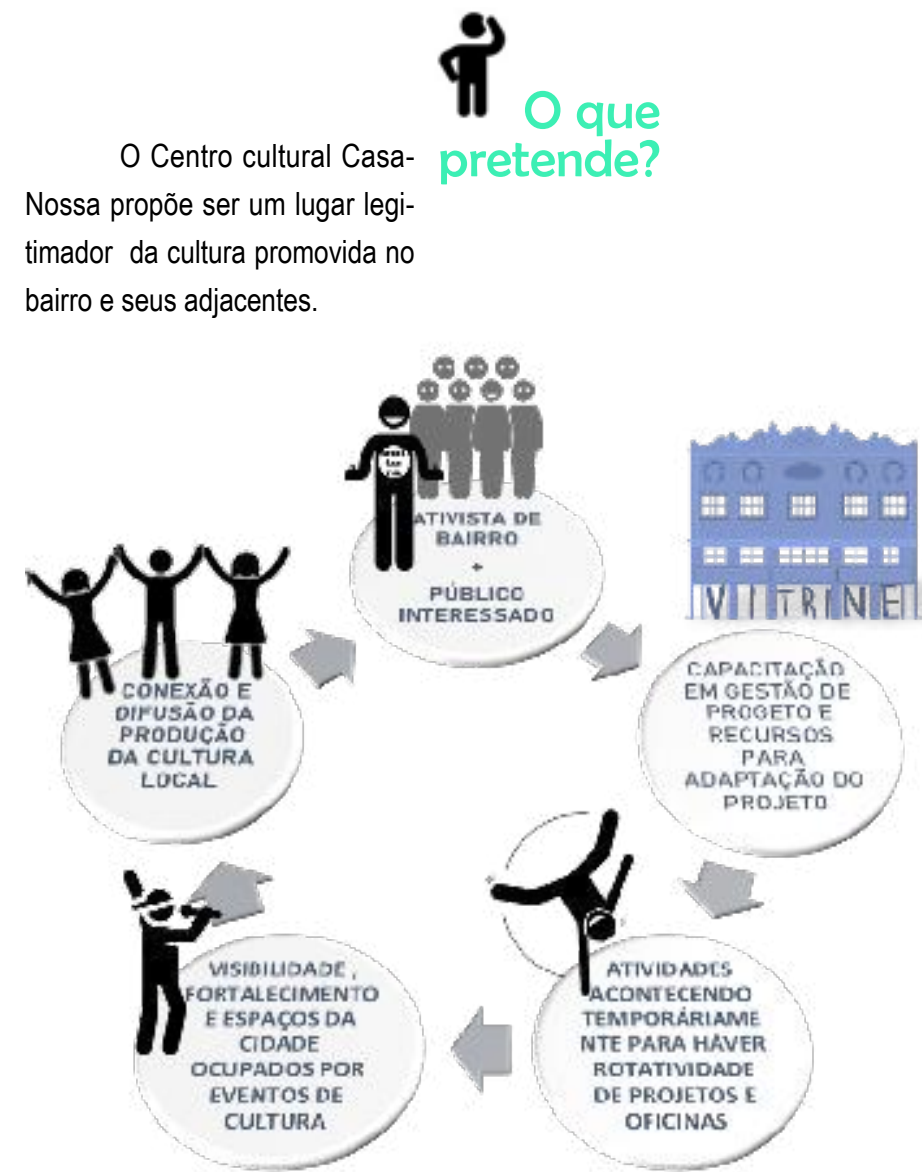 O que
pretende?
O Centro cultural Casa-
Nossa propõe ser um lugar legi-
timador da cultura promovida no
bairro e seus adjacentes.
ATIVISTA DE
BAIRRO
+
PÚBLICO
INTERESSADO
VITRINE
CAPACITAÇÃO
EM GESTÃO DE
PROGETO E
RECURSOS
PARA
ADAPTAÇÃO DO
PROJETO
ATIVIDADES
ACONTECENDO
TEMPORÁRIAME
NTE PARA HÁVER
ROTATIVIDADE
DE PROJETOS E
OFICINAS
VISIBILIDADE ,
FORTALECIMENTO
E ESPAÇOS DA
CIDADE
OCUPADOS POR
EVENTOS DE
CULTURA
CONEXÃO E
DIFUSÃO DA
PRODUÇÃO
DA CULTURA
LOCAL